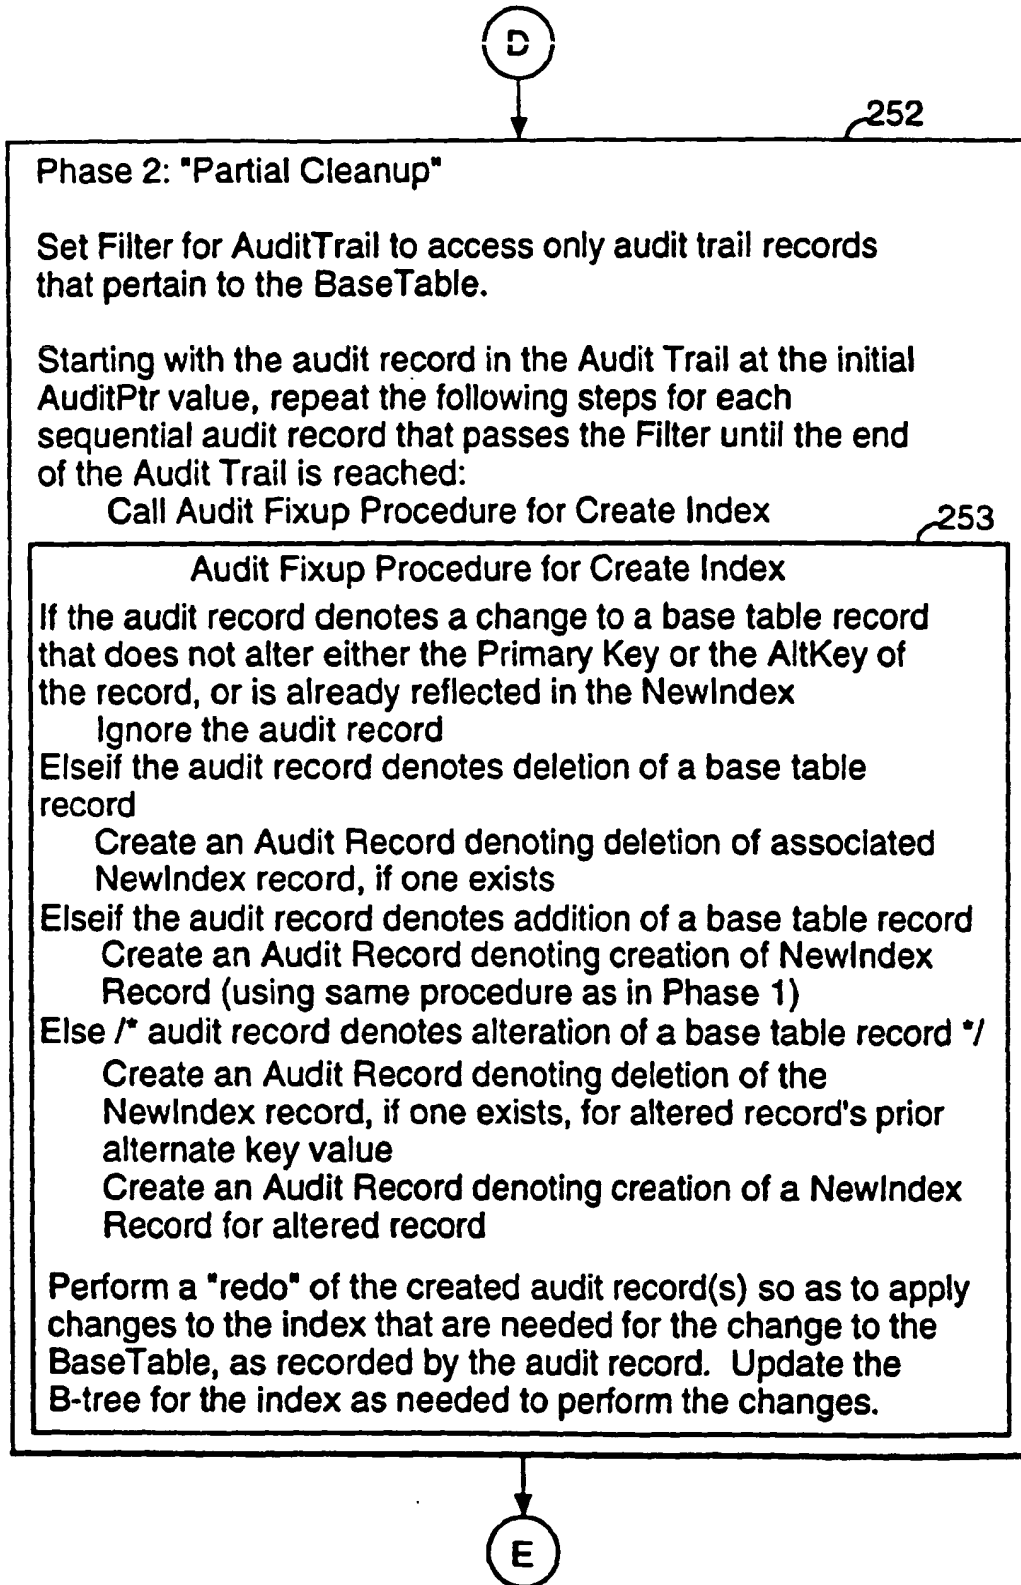 D
252
Phase 2: "Partial Cleanup"
Set Filter for AuditTrail to access only audit trail records
that pertain to the BaseTable.
Starting with the audit record in the Audit Trail at the initial
AuditPtr value, repeat the following steps for each
sequential audit record that passes the Filter until the end
of the Audit Trail is reached:
Call Audit Fixup Procedure for Create Index
253
Audit Fixup Procedure for Create Index
If the audit record denotes a change to a base table record
that does not alter either the Primary Key or the AltKey of
the record, or is already reflected in the NewIndex
Ignore the audit record
Elseif the audit record denotes deletion of a base table
record
Create an Audit Record denoting deletion of associated
NewIndex record, if one exists
Elseif the audit record denotes addition of a base table record
Create an Audit Record denoting creation of NewIndex
Record (using same procedure as in Phase 1)
Else /* audit record denotes alteration of a base table record */
Create an Audit Record denoting deletion of the
NewIndex record, if one exists, for altered record's prior
alternate key value
Create an Audit Record denoting creation of a NewIndex
Record for altered record
Perform a "redo" of the created audit record(s) so as to apply
changes to the index that are needed for the change to the
BaseTable, as recorded by the audit record. Update the
B-tree for the index as needed to perform the changes.
E